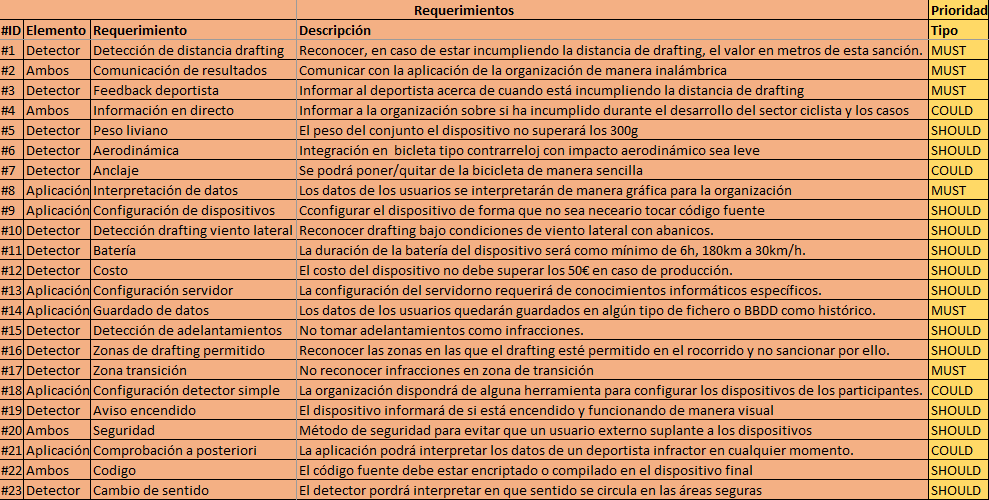 Requerimientos Prioridad
#ID Elemento Requerimiento Descripción Tipo
#1 Detector Detección de distancia drafting Reconocer, en caso de estar incumpliendo la distancia de drafting, el valor en metros de esta sanción. MUST
#2 Ambos Comunicación de resultados Comunicar con la aplicación de la organización de manera inalámbrica MUST
#3 Detector Feedback deportista Informar al deportista acerca de cuando está incumpliendo la distancia de drafting MUST
#4 Ambos Información en directo Informar a la organización sobre si ha incumplido durante el desarrollo del sector ciclista y los casos COULD
#5 Detector Peso liviano El peso del conjunto el dispositivo no superará los 300g SHOULD
#6 Detector Aerodinámica Integración en bicleta tipo contrarreloj con impacto aerodinámico sea leve SHOULD
#7 Detector Anclaje Se podrá poner/quitar de la bicicleta de manera sencilla COULD
#8 Aplicación Interpretación de datos Los datos de los usuarios se interpretarán de manera gráfica para la organización MUST
#9 Aplicación Configuración de dispositivos Cconfigurar el dispositivo de forma que no sea neceario tocar código fuente SHOULD
#10 Detector Detección drafting viento lateral Reconocer drafting bajo condiciones de viento lateral con abanicos. SHOULD
#11 Detector Batería La duración de la batería del dispositivo será como mínimo de 6h, 180km a 30km/h. SHOULD
#12 Detector Costo El costo del dispositivo no debe superar los 50€ en caso de producción. SHOULD
#13 Aplicación Configuración servidor La configuración del servidorno requerirá de conocimientos informáticos específicos. SHOULD
#14 Aplicación Guardado de datos Los datos de los usuarios quedarán guardados en algún tipo de fichero o BBDD como histórico. MUST
#15 Detector Detección de adelantamientos No tomar adelantamientos como infracciones. SHOULD
#16 Detector Zonas de drafting permitido Reconocer las zonas en las que el drafting esté permitido en el rocorrido y no sancionar por ello. SHOULD
#17 Detector Zona transición No reconocer infracciones en zona de transición MUST
#18 Aplicación Configuración detector simple La organización dispondrá de alguna herramienta para configurar los dispositivos de los participantes. COULD
#19 Detector Aviso encendido El dispositivo informará de si está encendido y funcionando de manera visual SHOULD
#20 Ambos Seguridad Método de seguridad para evitar que un usuario externo suplante a los dispositivos SHOULD
#21 Aplicación Comprobación a posteriori La aplicación podrá interpretar los datos de un deportista infractor en cualquier momento. COULD
#22 Ambos Codigo El código fuente debe estar encriptado o compilado en el dispositivo final SHOULD
#23 Detector Cambio de sentido El detector pordrá interpretar en que sentido se circula en las áreas seguras SHOULD